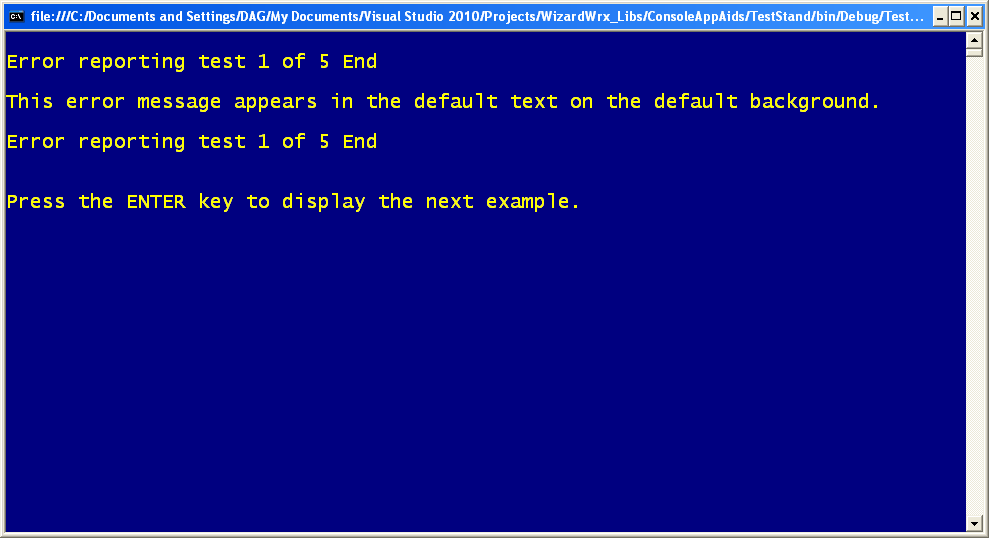 file:///C:/Documents and Settings/DAG/My Documents/Visual Studio 2010/Projects/WizardWrx_Libs/ConsoleAppAids/TestStand/bin/Debug/Test...
Error reporting test 1 of 5 End
This error message appears in the default text on the default background.
Error reporting test 1 of 5 End
Press the ENTER key to display the next example.